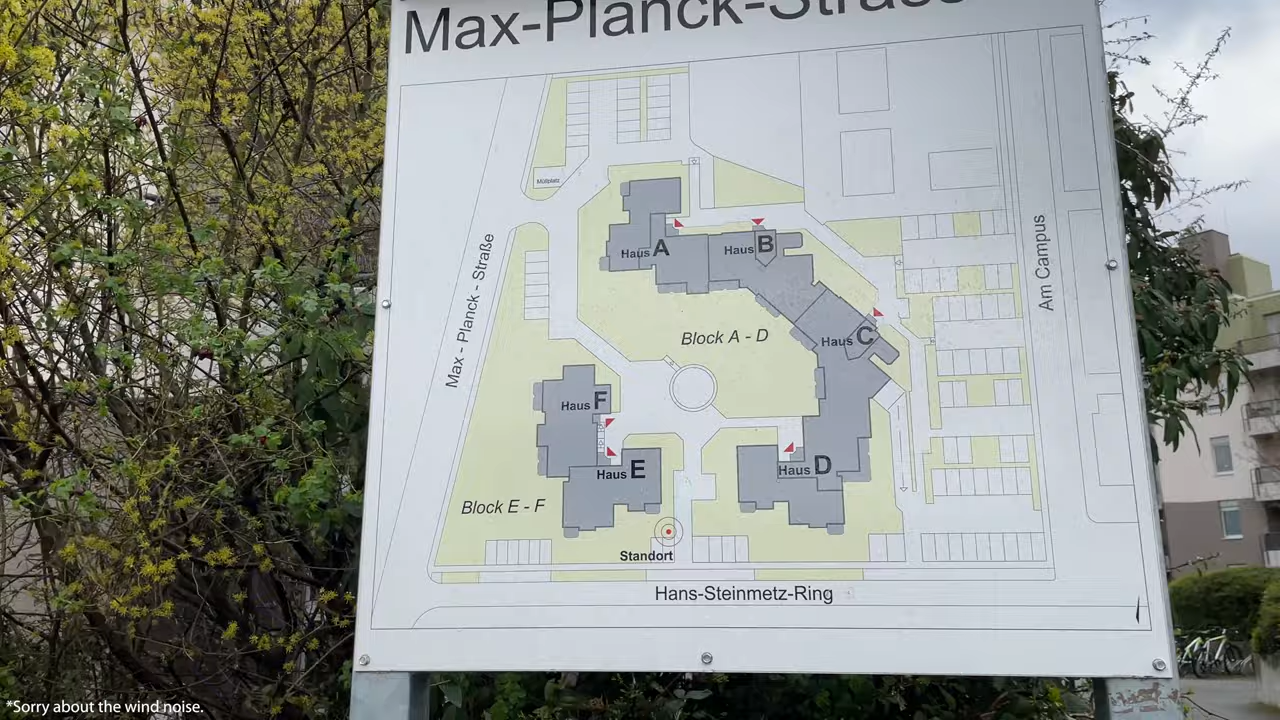 Max-Planck-Straße
Müllplatz
Max - Planck - Straße
Haus A
Haus B
Am Campus
Block A - D
Haus C
Haus F
Haus E
Haus D
Block E - F
Standort
Hans-Steinmetz-Ring
*Sorry about the wind noise.